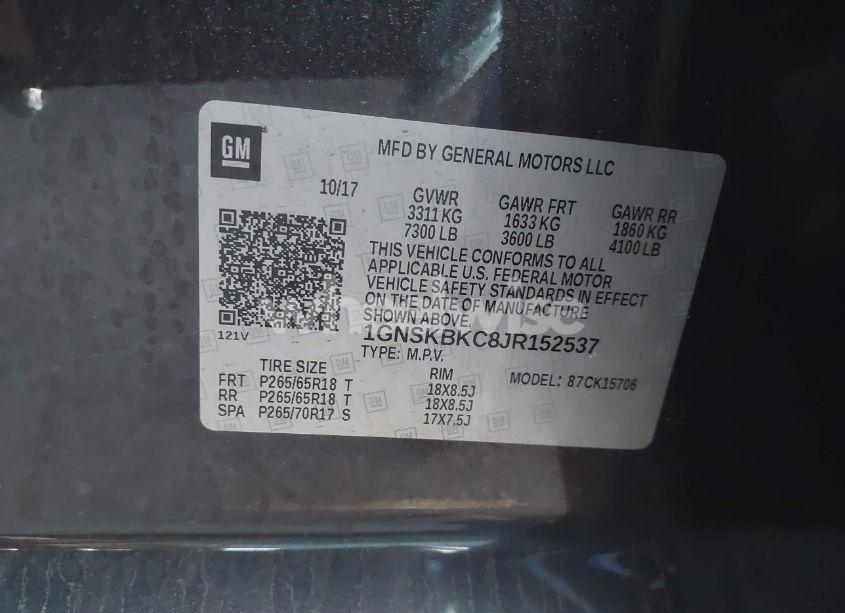 GM
MFD BY GENERAL MOTORS LLC
10/17
GVWR
3311 KG
7300 LB
GAWR FRT
1633 KG
3600 LB
GAWR RR
1860 KG
4100 LB
THIS VEHICLE CONFORMS TO ALL
APPLICABLE U.S. FEDERAL MOTOR
VEHICLE SAFETY STANDARDS IN EFFECT
ON THE DATE OF MANUFACTURE
SHOWN ABOVE.
121V
1GNSKBKC8JR152537
TYPE: M.P.V.
TIRE SIZE
RIM
MODEL: 87CK15706
FRT P265/65R18 T 18X8.5J
RR P265/65R18 T 18X8.5J
SPA P265/70R17 S 17X7.5J